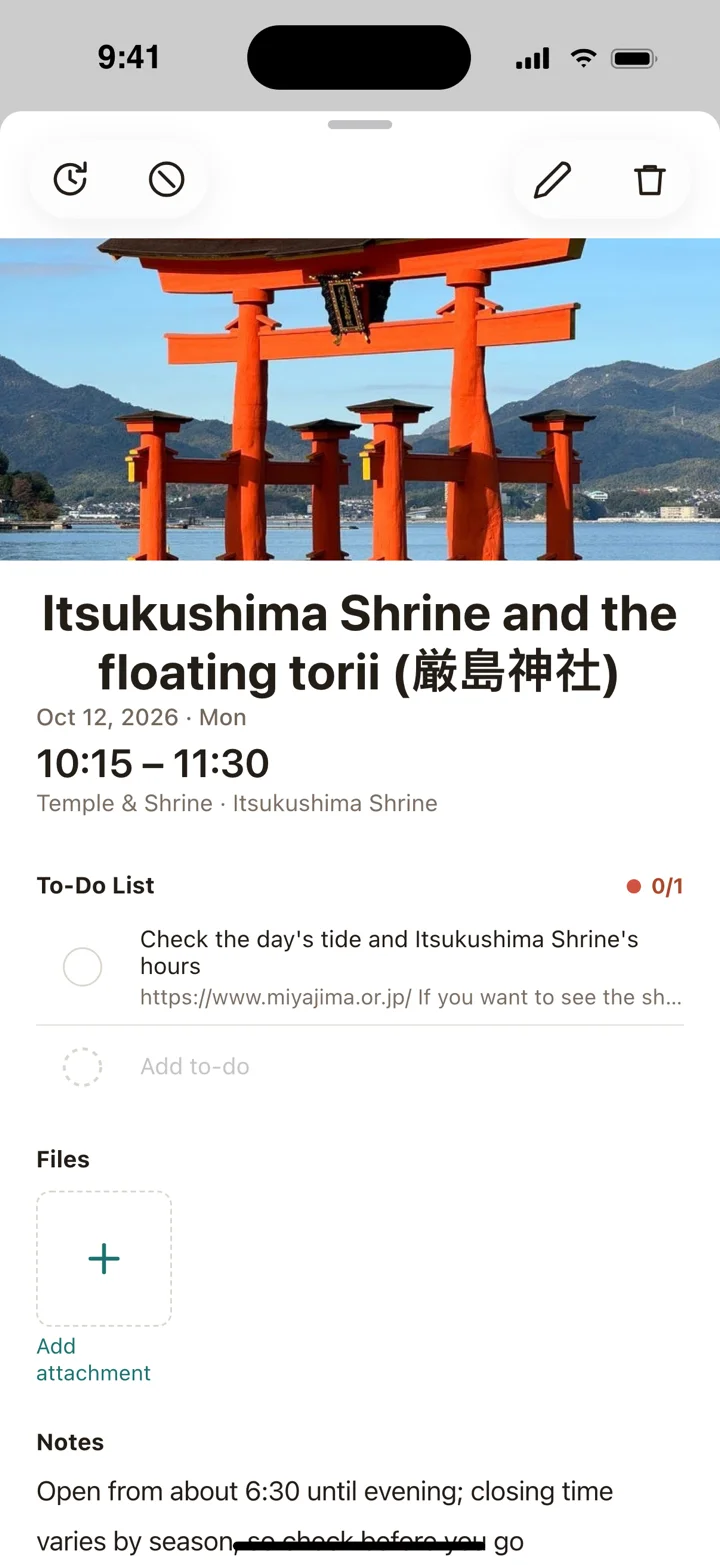 9:41
Itsukushima Shrine and the
floating torii (厳島神社)
Oct 12, 2026 · Mon
10:15 – 11:30
Temple & Shrine · Itsukushima Shrine
To-Do List
0/1
Check the day's tide and Itsukushima Shrine's
hours
https://www.miyajima.or.jp/ If you want to see the sh...
Add to-do
Files
Add
attachment
Notes
Open from about 6:30 until evening; closing time
varies by season, so check before you go